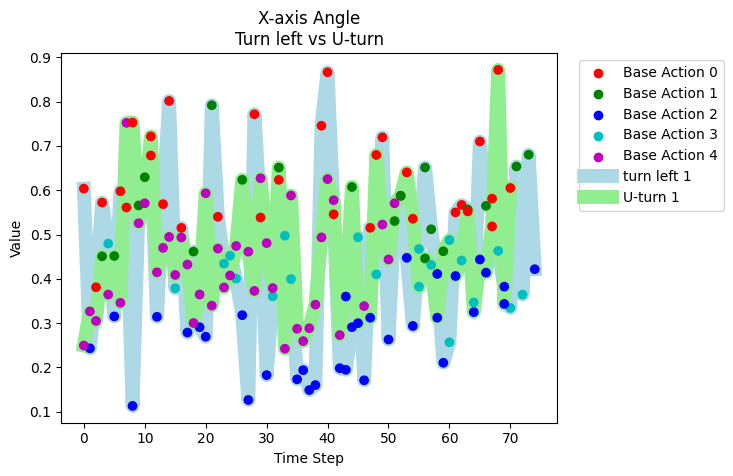 X-axis Angle
Turn left vs U-turn
Value
0.9
0.8
0.7
0.6
0.5
0.4
0.3
0.2
0.1
0 10 20 30 40 50 60 70
Time Step
Base Action 0
Base Action 1
Base Action 2
Base Action 3
Base Action 4
turn left 1
U-turn 1